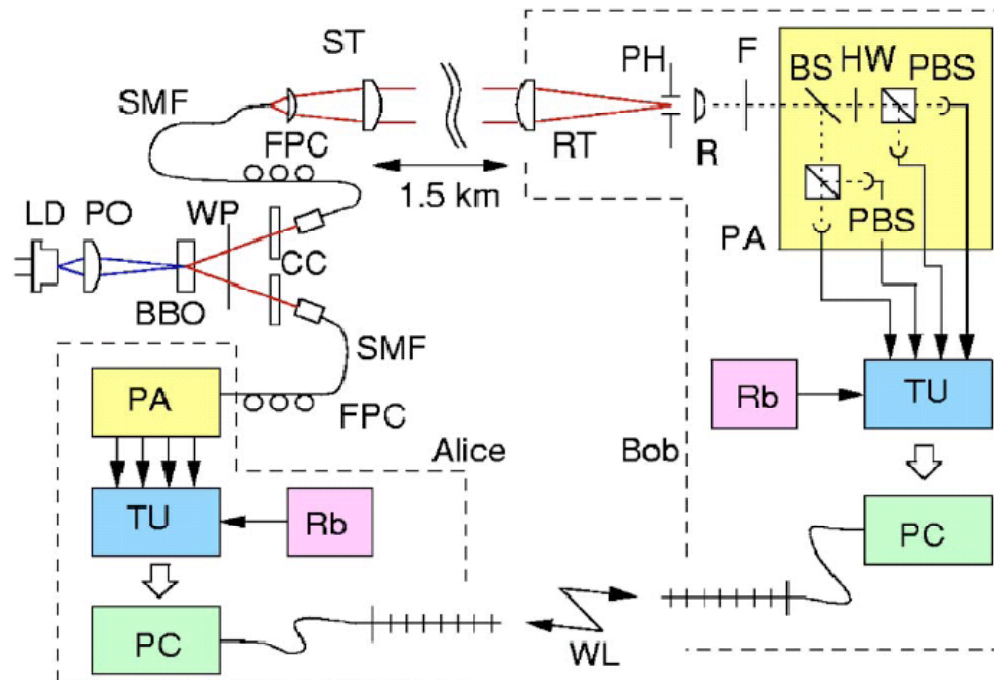 ST
PH
F
BS
HW
PBS
SMF
FPC
RT
R
1.5 km
LD
PO
WP
CC
PBS
PA
BBO
SMF
PA
FPC
Rb
TU
Alice
Bob
TU
Rb
PC
PC
WL